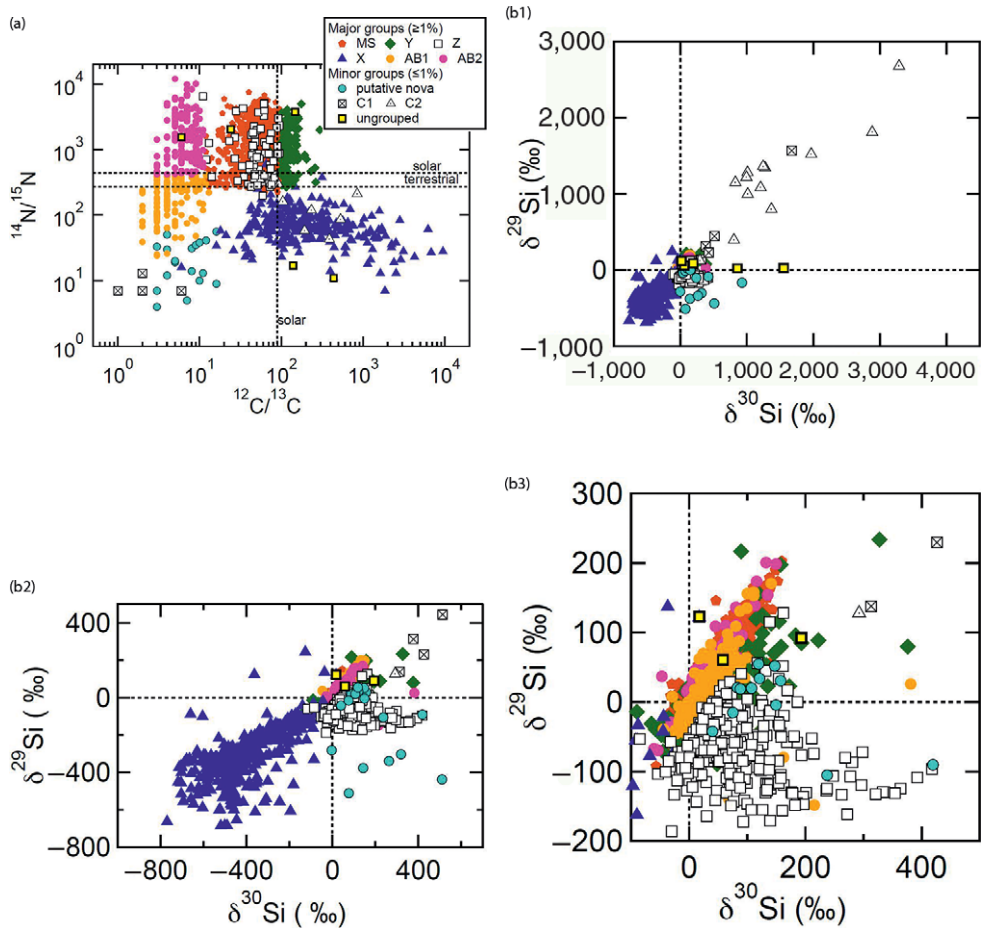 (a)
Major groups (≥1%)
MS Y Z
X AB1 AB2
Minor groups (≤1%)
putative nova
C1 C2
ungrouped
10⁴
10³
10²
10¹
10⁰
¹⁴N/¹⁵N
solar
terrestrial
solar
10⁰ 10¹ 10² 10³ 10⁴
¹²C/¹³C
(b1)
3,000
2,000
1,000
0
−1,000
δ²⁹Si (‰)
−1,000 0 1,000 2,000 3,000 4,000
δ³⁰Si (‰)
(b2)
400
0
−400
−800
δ²⁹Si ( ‰)
−800 −400 0 400
δ³⁰Si ( ‰)
(b3)
300
200
100
0
−100
−200
δ²⁹Si (‰)
0 200 400
δ³⁰Si (‰)